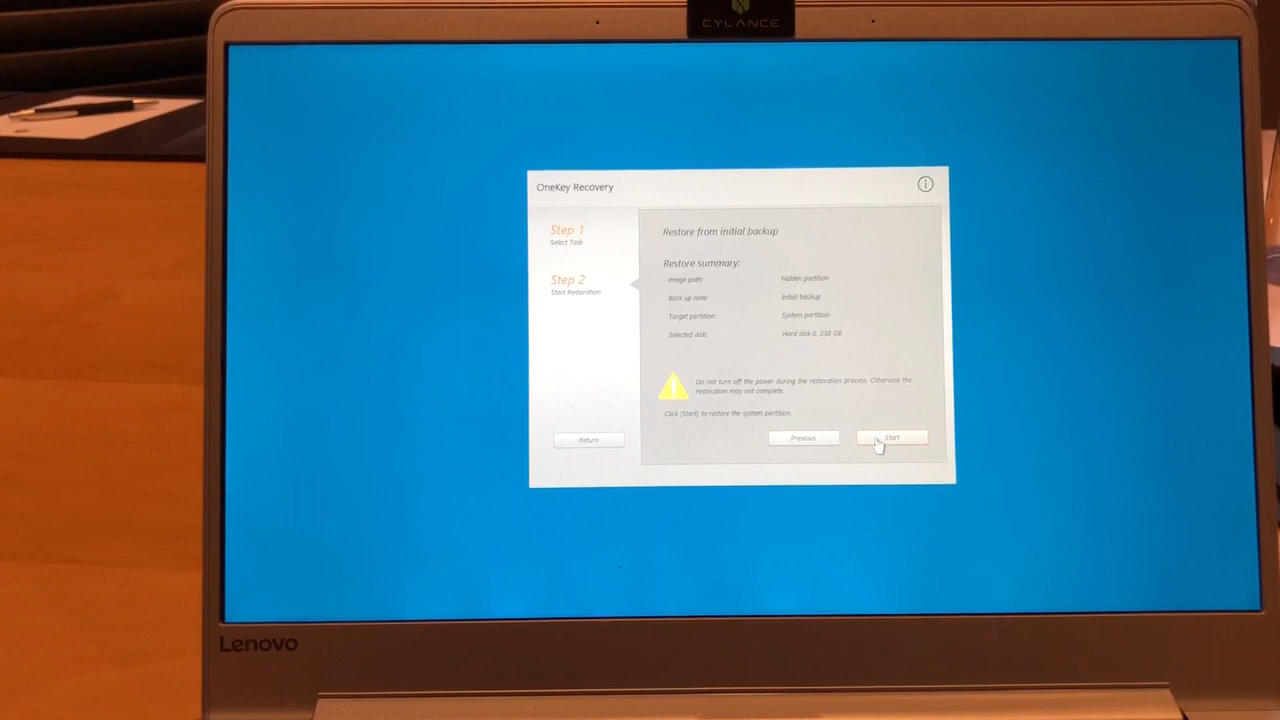 CYLANCE
OneKey Recovery
Step 1
Select Task
Step 2
Start Restoration
Return
Restore from initial backup
Restore summary:
Image path: Hidden partition
Back up note: Initial backup
Target partition: System partition
Selected disk: Hard disk 0, 238 GB
Do not turn off the power during the restoration process. Otherwise the
restoration may not complete.
Click [Start] to restore the system partition.
Previous
Start
Lenovo